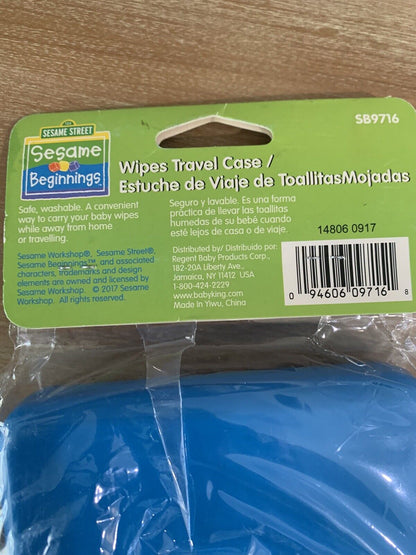 SB9716
SESAME STREET
Sesame
Beginnings
Wipes Travel Case /
Estuche de Viaje de ToallitasMojadas
Safe, washable. A convenient
way to carry your baby wipes
while away from home
or travelling.
Seguro y lavable. Es una forma
práctica de llevar las toallitas
humedas de su bebé cuando
esté lejos de casa o de viaje.
14806 0917
Sesame Workshop®, Sesame Street®,
Sesame Beginnings™, and associated
characters, trademarks and design
elements are owned and licensed by
Sesame Workshop. © 2017 Sesame
Workshop. All rights reserved.
Distributed by/ Distribuido por:
Regent Baby Products Corp.,
182-20A Liberty Ave.,
Jamaica, NY 11412 USA
1-800-424-2229
www.babyking.com
Made in Yiwu, China
0 94606 09716 8